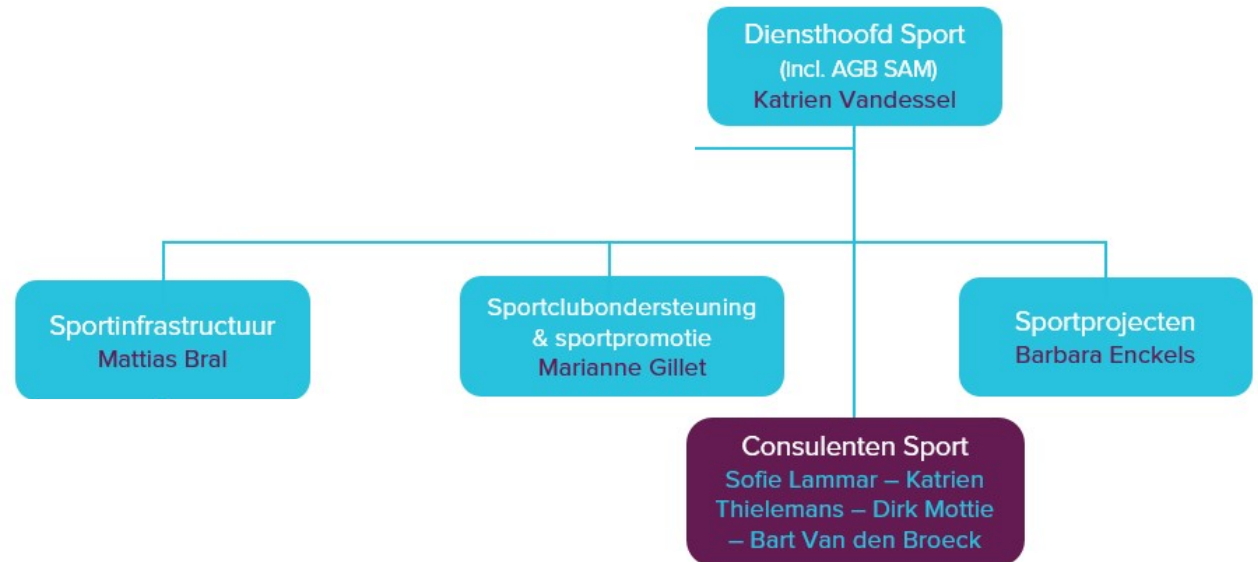 Diensthoofd Sport
(incl. AGB SAM)
Katrien Vandessel
Sportinfrastructuur
Mattias Bral
Sportclubondersteuning
& sportpromotie
Marianne Gillet
Sportprojecten
Barbara Enckels
Consulenten Sport
Sofie Lammar – Katrien
Thielemans – Dirk Mottie
– Bart Van den Broeck